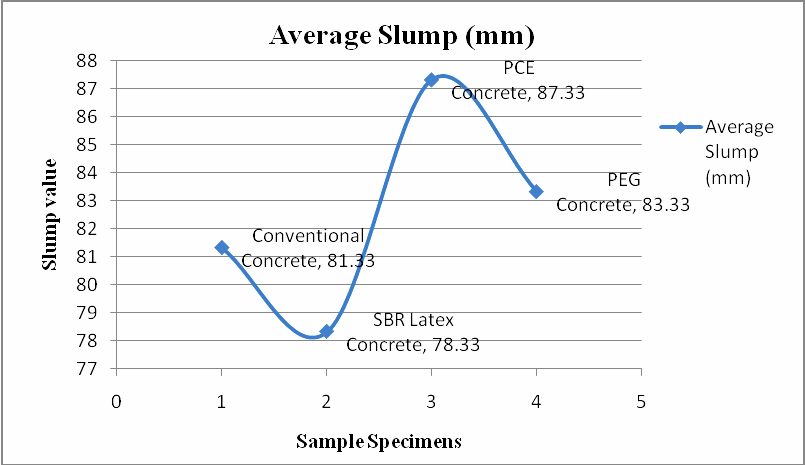 Average Slump (mm)
88
87
86
85
84
83
82
81
80
79
78
77
Slump value
0
1
2
3
4
5
Sample Specimens
Conventional
Concrete, 81.33
SBR Latex
Concrete, 78.33
PCE
Concrete, 87.33
PEG
Concrete, 83.33
Average
Slump
(mm)